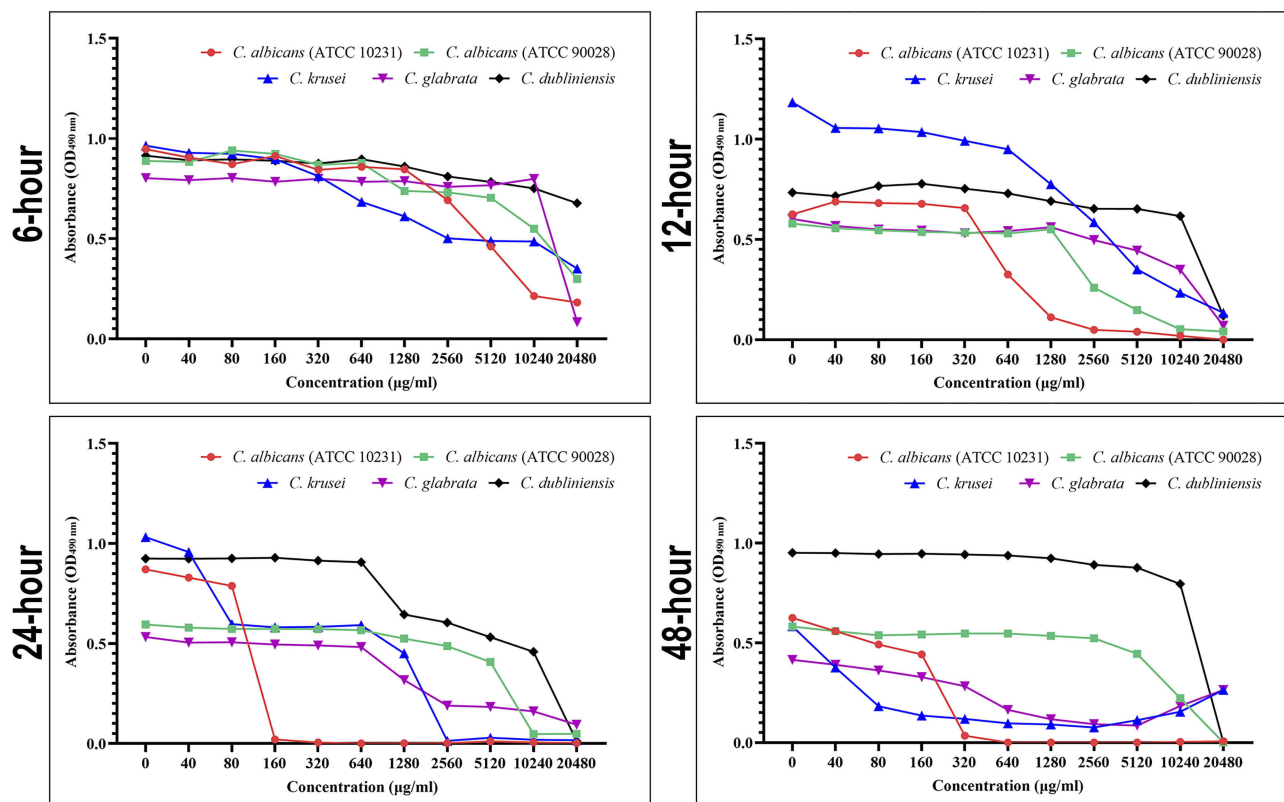 6-hour
Absorbance (OD490 nm)
1.5
1.0
0.5
0.0
C. albicans (ATCC 10231) C. albicans (ATCC 90028)
C. krusei C. glabrata C. dubliniensis
0 40 80 160 320 640 1280 2560 5120 10240 20480
Concentration (µg/ml)
12-hour
Absorbance (OD490 nm)
1.5
1.0
0.5
0.0
C. albicans (ATCC 10231) C. albicans (ATCC 90028)
C. krusei C. glabrata C. dubliniensis
0 40 80 160 320 640 1280 2560 5120 10240 20480
Concentration (µg/ml)
24-hour
Absorbance (OD490 nm)
1.5
1.0
0.5
0.0
C. albicans (ATCC 10231) C. albicans (ATCC 90028)
C. krusei C. glabrata C. dubliniensis
0 40 80 160 320 640 1280 2560 5120 10240 20480
Concentration (µg/ml)
48-hour
Absorbance (OD490 nm)
1.5
1.0
0.5
0.0
C. albicans (ATCC 10231) C. albicans (ATCC 90028)
C. krusei C. glabrata C. dubliniensis
0 40 80 160 320 640 1280 2560 5120 10240 20480
Concentration (µg/ml)